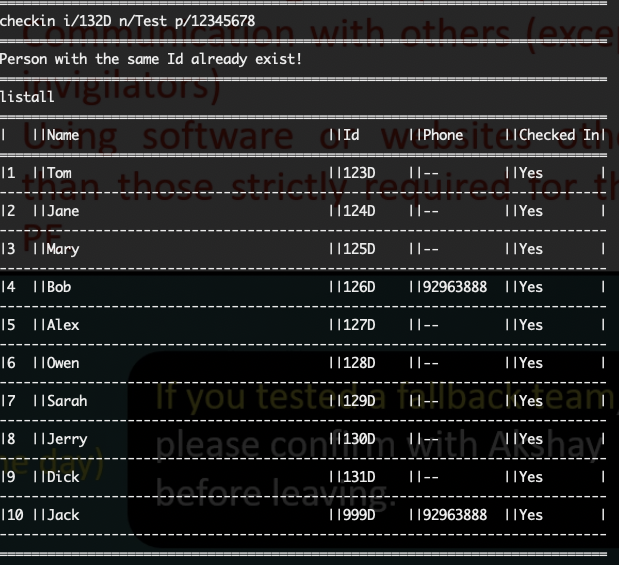 checkin i/132D n/Test p/12345678
Communication with others (excep
Person with the same Id already exist!
invigilators)
listall
Using software or websites othe
| ||Name ||Id ||Phone ||Checked In|
|1 ||Tom ||123D ||-- ||Yes |
than those strictly required for th
|2 ||Jane ||124D ||-- ||Yes |
PE
|3 ||Mary ||125D ||-- ||Yes |
|4 ||Bob ||126D ||92963888 ||Yes |
|5 ||Alex ||127D ||-- ||Yes |
|6 ||Owen ||128D ||-- ||Yes |
If you tested a fallback team,
|7 ||Sarah ||129D ||-- ||Yes |
|8 ||Jerry ||130D ||-- ||Yes |
please confirm with Akshay
e day)
|9 ||Dick ||131D ||-- ||Yes |
before leaving.
|10 ||Jack ||999D ||92963888 ||Yes |